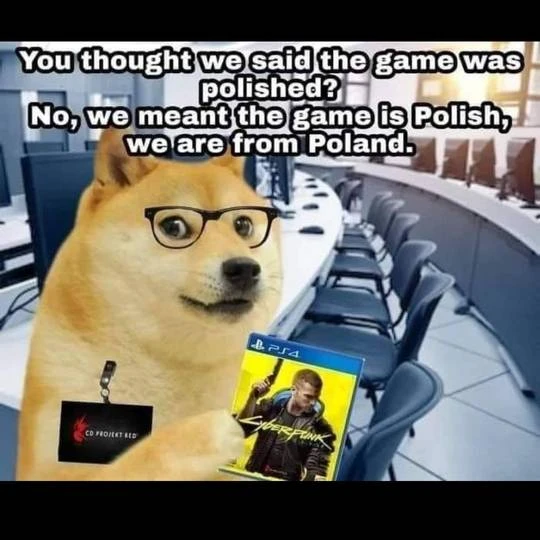 You thought we said the game was
polished?
No, we meant the game is Polish,
we are from Poland.
PS4
CYBERPUNK
CD PROJEKT RED